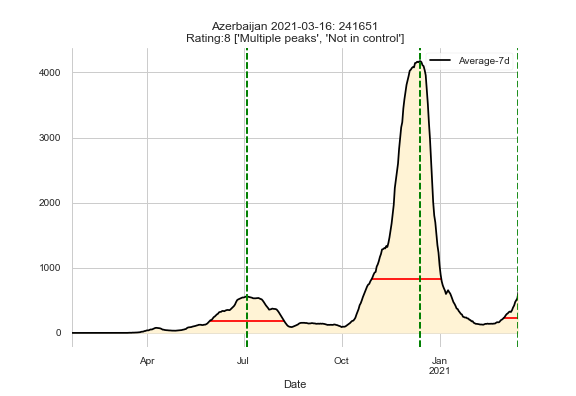 Azerbaijan 2021-03-16: 241651
Rating:8 ['Multiple peaks', 'Not in control']
Average-7d
4000
3000
2000
1000
0
Apr
Jul
Oct
Jan
2021
Date